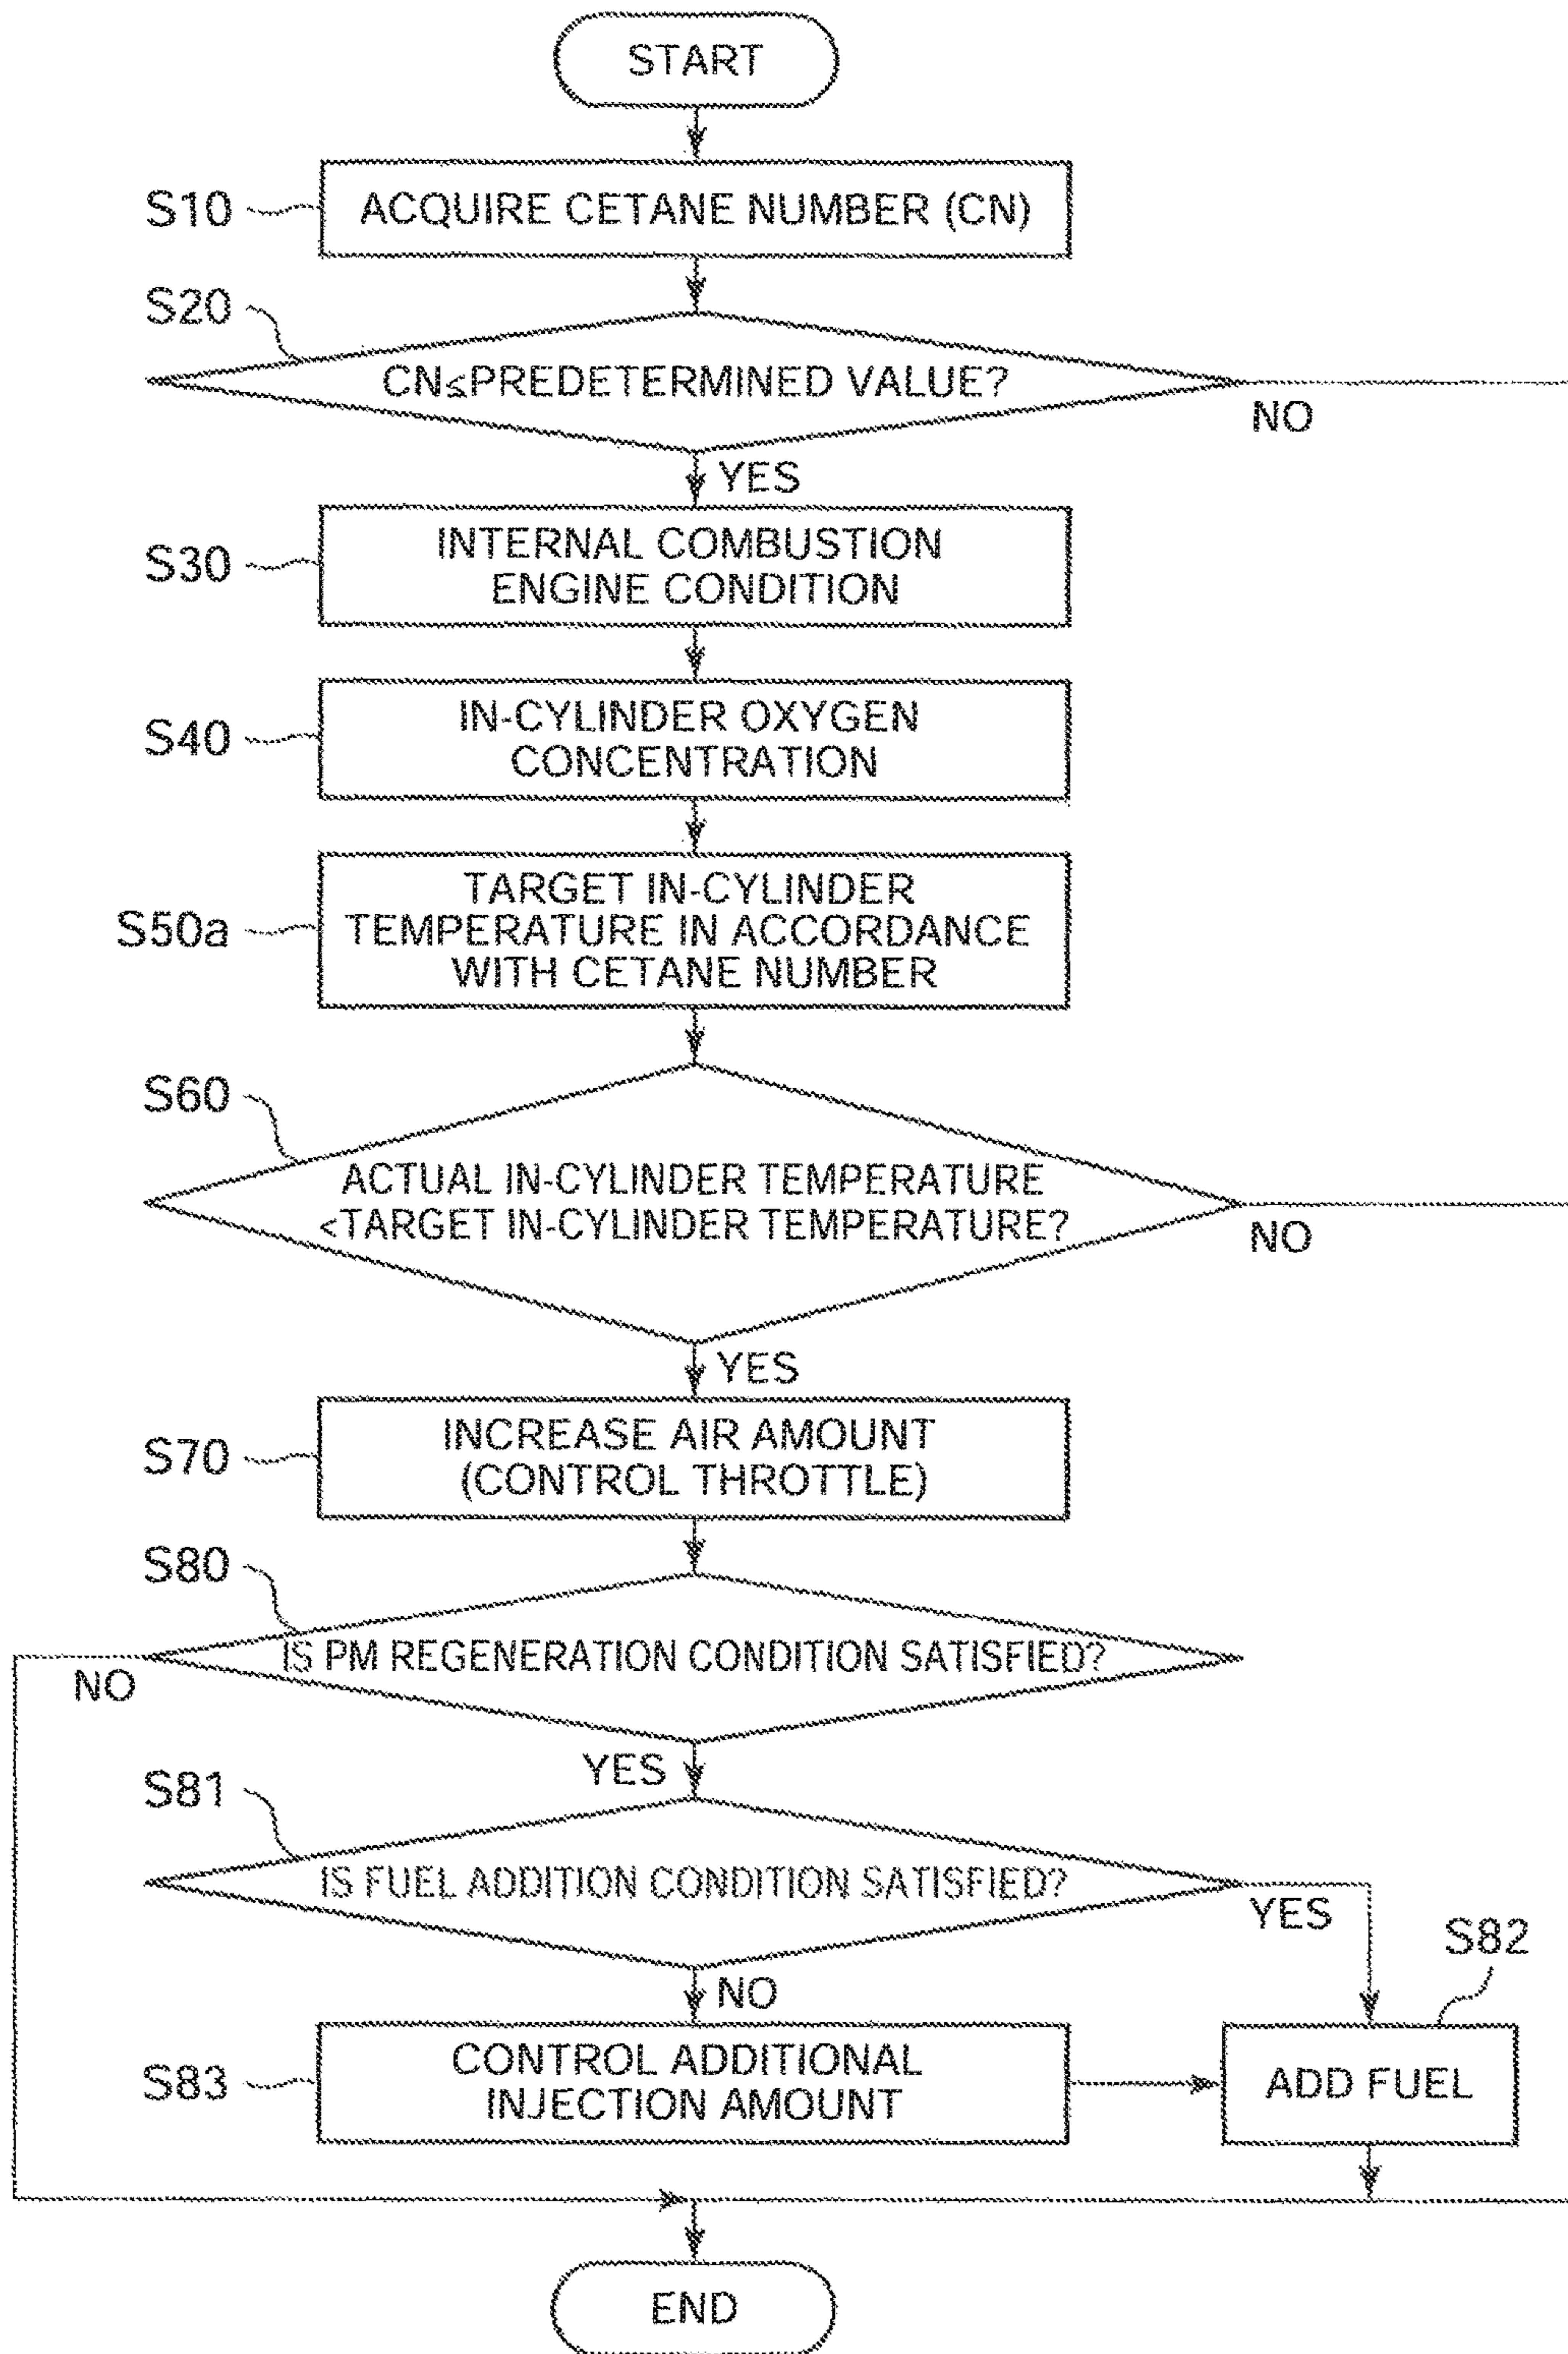 START
S10
ACQUIRE CETANE NUMBER (CN)
S20
CN≤PREDETERMINED VALUE?
NO
YES
S30
INTERNAL COMBUSTION
ENGINE CONDITION
S40
IN-CYLINDER OXYGEN
CONCENTRATION
S50a
TARGET IN-CYLINDER
TEMPERATURE IN ACCORDANCE
WITH CETANE NUMBER
S60
ACTUAL IN-CYLINDER TEMPERATURE
<TARGET IN-CYLINDER TEMPERATURE?
NO
YES
S70
INCREASE AIR AMOUNT
(CONTROL THROTTLE)
S80
IS PM REGENERATION CONDITION SATISFIED?
NO
YES
S81
IS FUEL ADDITION CONDITION SATISFIED?
YES
S82
NO
S83
CONTROL ADDITIONAL
INJECTION AMOUNT
ADD FUEL
END